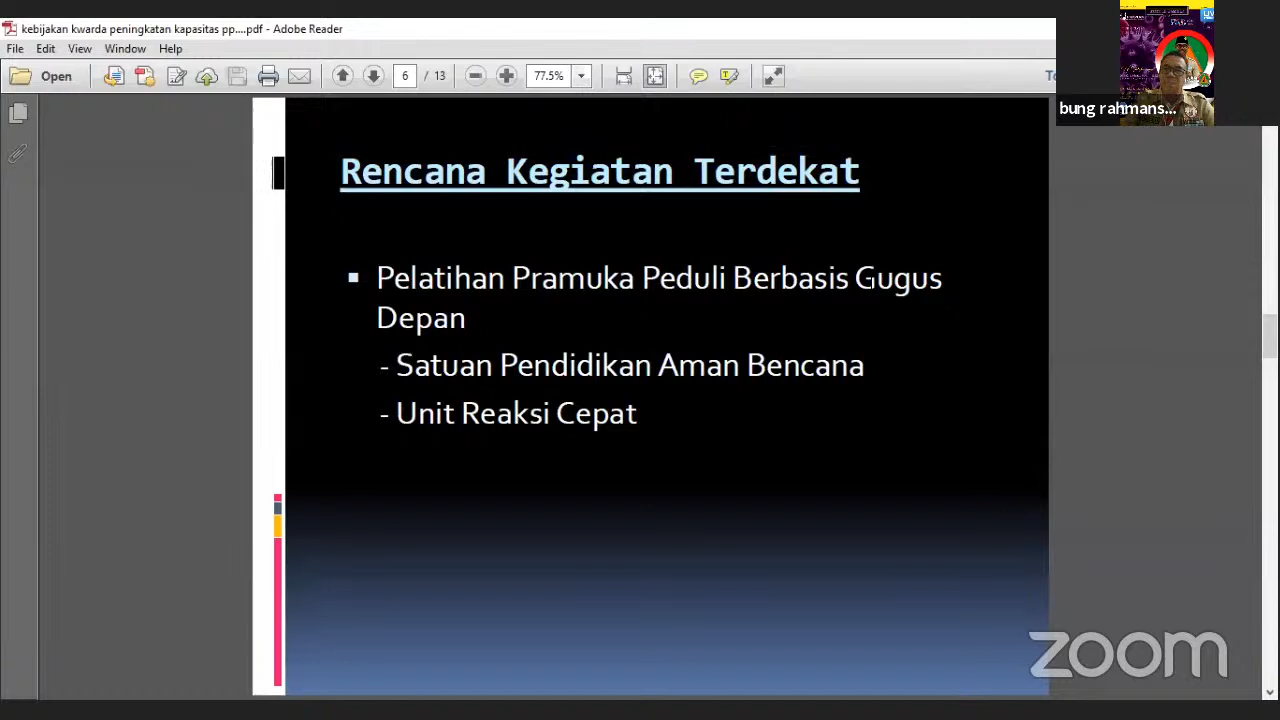 kebijakan kwarda peningkatan kapasitas pp....pdf - Adobe Reader
File Edit View Window Help
Open 6 / 13 77.5%
bung rahmans...
Rencana Kegiatan Terdekat
Pelatihan Pramuka Peduli Berbasis Gugus
Depan
- Satuan Pendidikan Aman Bencana
- Unit Reaksi Cepat
zoom